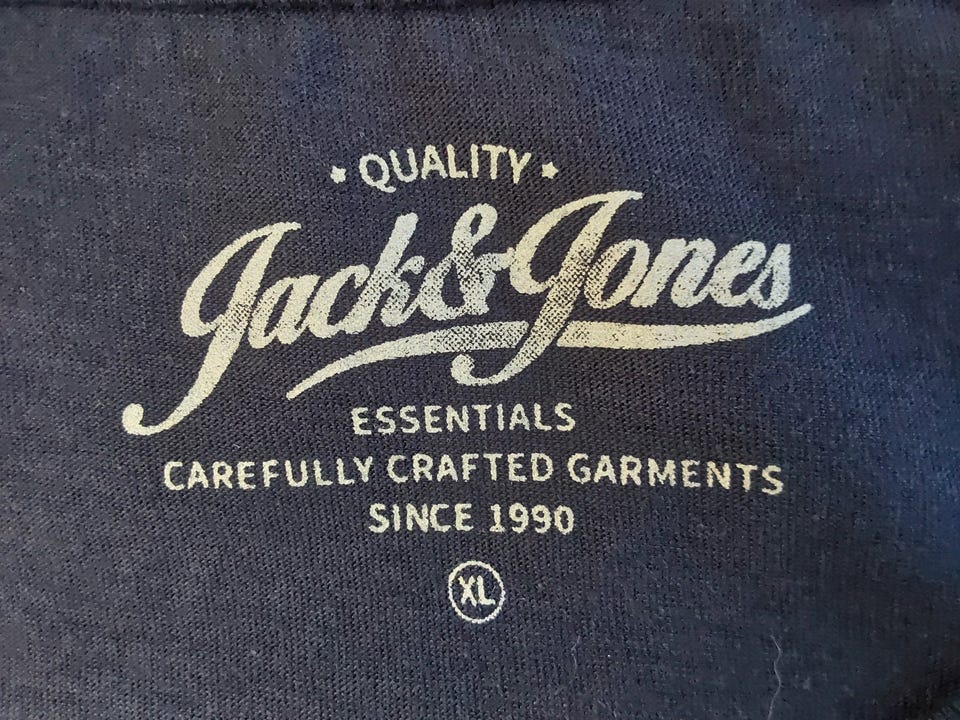 QUALITY
Jack & Jones
ESSENTIALS
CAREFULLY CRAFTED GARMENTS
SINCE 1990
XL